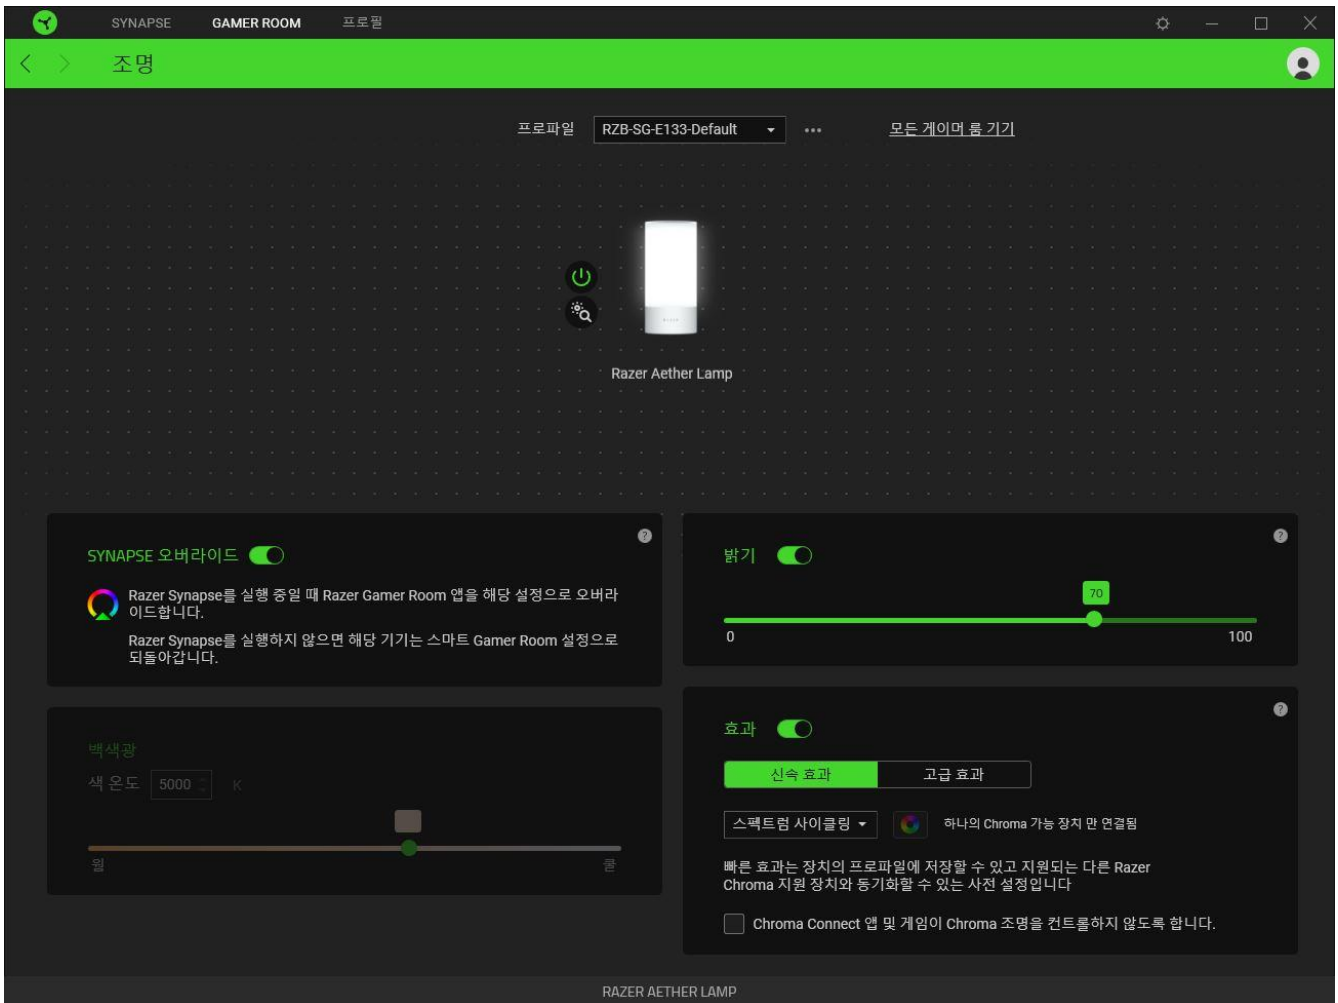 SYNAPSE GAMER ROOM 프로필
조명
프로파일 RZB-SG-E133-Default 모든 게이머 룸 기기
Razer Aether Lamp
SYNAPSE 오버라이드
Razer Synapse를 실행 중일 때 Razer Gamer Room 앱을 해당 설정으로 오버라
이드합니다.
Razer Synapse를 실행하지 않으면 해당 기기는 스마트 Gamer Room 설정으로
되돌아갑니다.
백색광
색 온도 5000 K
웜 쿨
밝기
70
0 100
효과
신속 효과 고급 효과
스펙트럼 사이클링 하나의 Chroma 가능 장치 만 연결됨
빠른 효과는 장치의 프로파일에 저장할 수 있고 지원되는 다른 Razer
Chroma 지원 장치와 동기화할 수 있는 사전 설정입니다
Chroma Connect 앱 및 게임이 Chroma 조명을 컨트롤하지 않도록 합니다.
RAZER AETHER LAMP